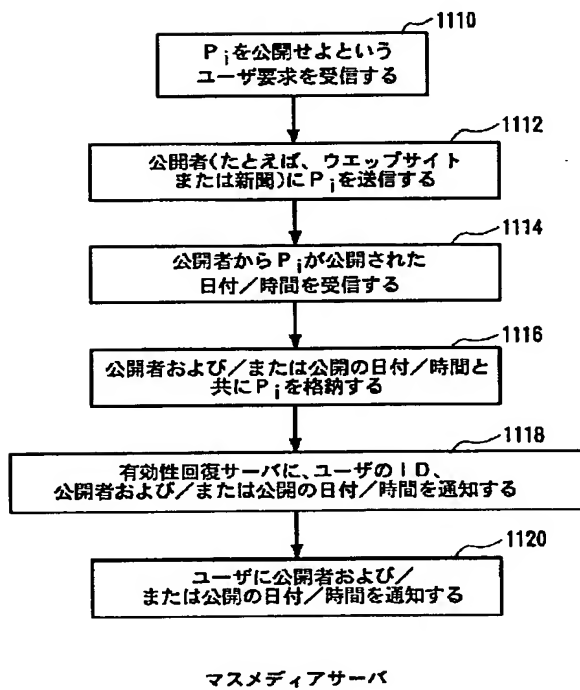 1110
Ｐｉを公開せよという
ユーザ要求を受信する
1112
公開者(たとえば、ウエッブサイト
または新聞)にＰｉを送信する
1114
公開者からＰｉが公開された
日付／時間を受信する
1116
公開者および／または公開の日付／時間と
共にＰｉを格納する
1118
有効性回復サーバに、ユーザのＩＤ、
公開者および／または公開の日付／時間を通知する
1120
ユーザに公開者および／
または公開の日付／時間を通知する
マスメディアサーバ